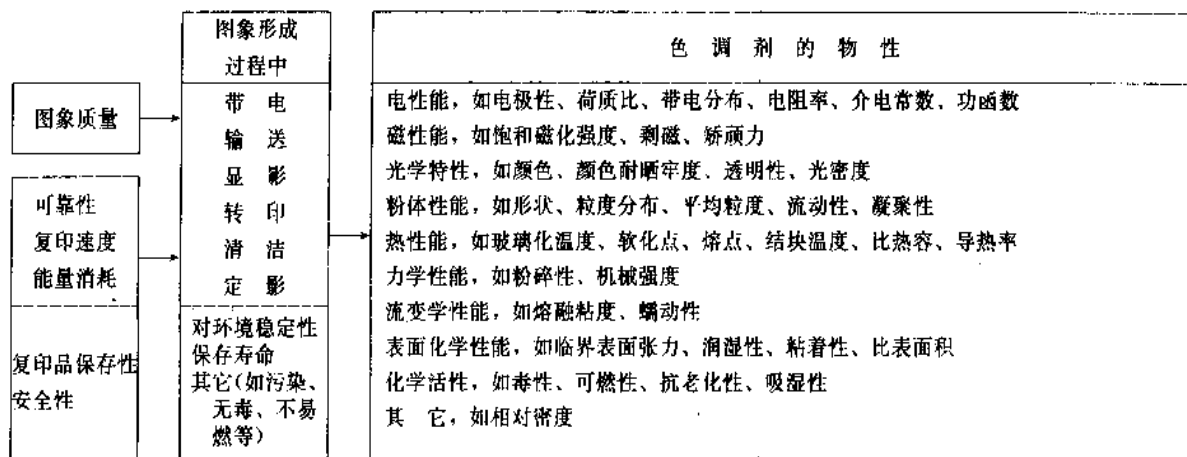 图象质量
可靠性
复印速度
能量消耗
复印品保存性
安全性
图象形成
过程中
带 电
输 送
显 影
转 印
清 洁
定 影
对环境稳定性
保存寿命
其它(如污染、
无毒、不易
燃等)
色 调 剂 的 物 性
电性能，如电极性、荷质比、带电分布、电阻率、介电常数、功函数
磁性能，如饱和磁化强度、剩磁、矫顽力
光学特性，如颜色、颜色耐晒牢度、透明性、光密度
粉体性能，如形状、粒度分布、平均粒度、流动性、凝聚性
热性能，如玻璃化温度、软化点、熔点、结块温度、比热容、导热率
力学性能，如粉碎性、机械强度
流变学性能，如熔融粘度、蠕动性
表面化学性能，如临界表面张力、润湿性、粘着性、比表面积
化学活性，如毒性、可燃性、抗老化性、吸湿性
其 它，如相对密度